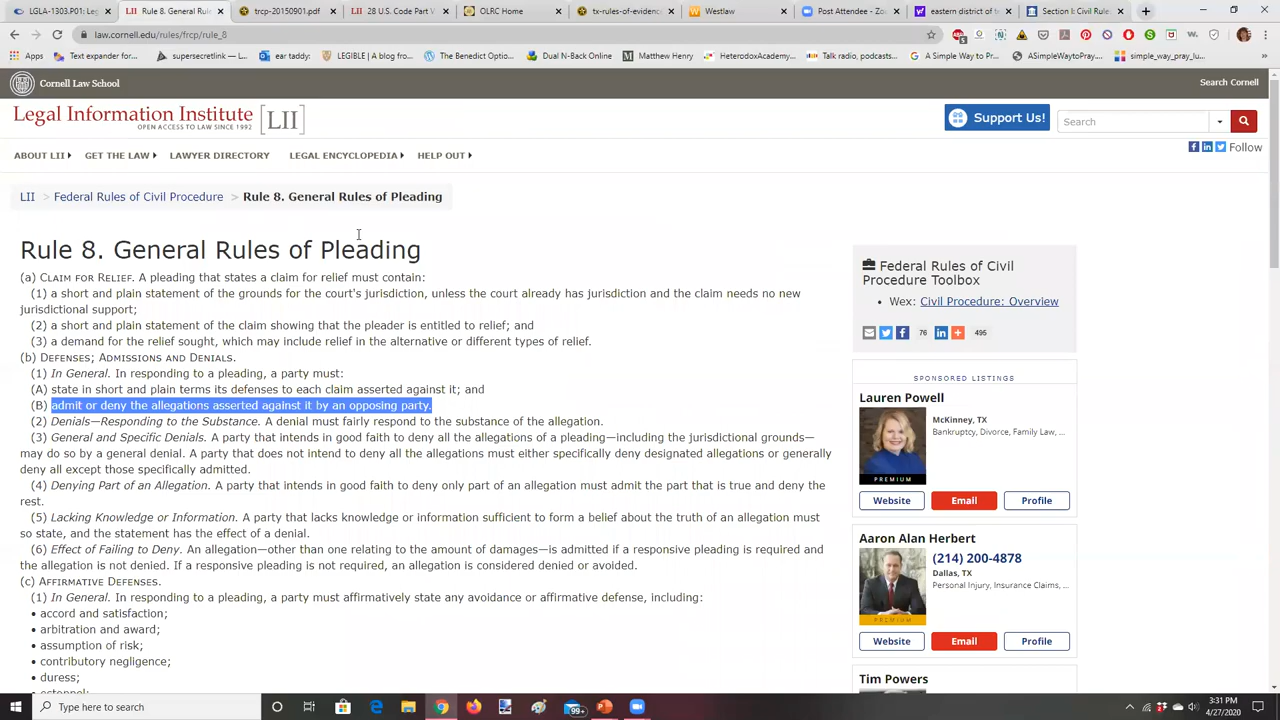 LGLA-1303.P01: Leg
Rule 8. General Rules o
tcr-20150901.pdf
28 U.S. Code Part V
OLRC Home
tx-rules-of-evidenc
Westlaw
Post Attendee - Zo
eastern district of te
Section I: Civil Rules
law.cornell.edu/rules/frcp/rule_8
Apps
Text expander for...
supersecretlink — L...
ear taddy:
LEGIBLE | English m...
The Benedict Optio...
Dual N-Back Online
Matthew Henry
HeterodoxAcademy...
Talk radio, podcasts...
A Simple Way to Pr...
ASimpleWaytoPray...
simple_way_pray_lu...
Cornell Law School
Search Cornell
Legal Information Institute [LII]
OPEN ACCESS TO LAW SINCE 1992
Support Us!
Search
ABOUT LII
GET THE LAW
LAWYER DIRECTORY
LEGAL ENCYCLOPEDIA
HELP OUT
Follow
LII > Federal Rules of Civil Procedure > Rule 8. General Rules of Pleading
Rule 8. General Rules of Pleading
(a) CLAIM FOR RELIEF. A pleading that states a claim for relief must contain:
(1) a short and plain statement of the grounds for the court's jurisdiction, unless the court already has jurisdiction and the claim needs no new
jurisdictional support;
(2) a short and plain statement of the claim showing that the pleader is entitled to relief; and
(3) a demand for the relief sought, which may include relief in the alternative or different types of relief.
(b) DEFENSES; ADMISSIONS AND DENIALS.
(1) In General. In responding to a pleading, a party must:
(A) state in short and plain terms its defenses to each claim asserted against it; and
(B) admit or deny the allegations asserted against it by an opposing party.
(2) Denials—Responding to the Substance. A denial must fairly respond to the substance of the allegation.
(3) General and Specific Denials. A party that intends in good faith to deny all the allegations of a pleading—including the jurisdictional grounds—
may do so by a general denial. A party that does not intend to deny all the allegations must either specifically deny designated allegations or generally
deny all except those specifically admitted.
(4) Denying Part of an Allegation. A party that intends in good faith to deny only part of an allegation must admit the part that is true and deny the
rest.
(5) Lacking Knowledge or Information. A party that lacks knowledge or information sufficient to form a belief about the truth of an allegation must
so state, and the statement has the effect of a denial.
(6) Effect of Failing to Deny. An allegation—other than one relating to the amount of damages—is admitted if a responsive pleading is required and
the allegation is not denied. If a responsive pleading is not required, an allegation is considered denied or avoided.
(c) AFFIRMATIVE DEFENSES.
(1) In General. In responding to a pleading, a party must affirmatively state any avoidance or affirmative defense, including:
• accord and satisfaction;
• arbitration and award;
• assumption of risk;
• contributory negligence;
• duress;
• estoppel;
Federal Rules of Civil
Procedure Toolbox
• Wex: Civil Procedure: Overview
76
495
SPONSORED LISTINGS
Lauren Powell
McKinney, TX
Bankruptcy, Divorce, Family Law, ...
PREMIUM
Website
Email
Profile
Aaron Alan Herbert
(214) 200-4878
Dallas, TX
Personal Injury, Insurance Claims, ...
PREMIUM
Website
Email
Profile
Tim Powers
Type here to search
99+
3:31 PM
4/27/2020